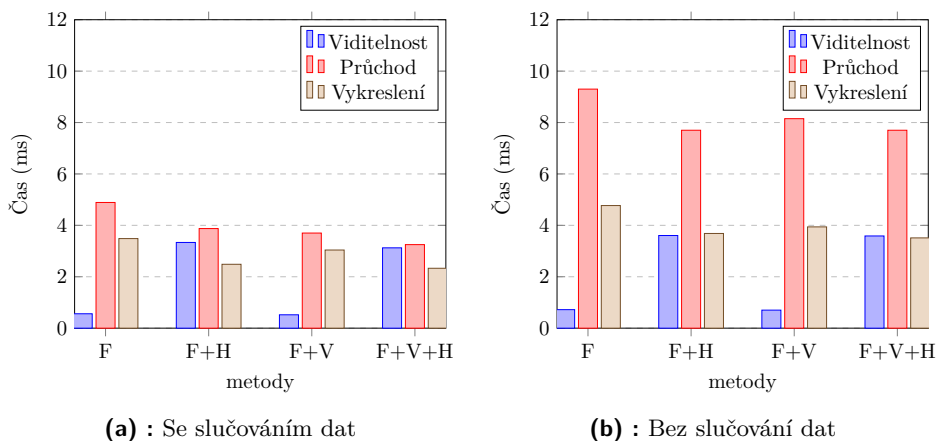 12
10
8
6
4
2
0
Čas (ms)
Viditelnost
Průchod
Vykreslení
F
F+H
F+V
F+V+H
metody
(a) : Se slučováním dat
12
10
8
6
4
2
0
Čas (ms)
Viditelnost
Průchod
Vykreslení
F
F+H
F+V
F+V+H
metody
(b) : Bez slučování dat